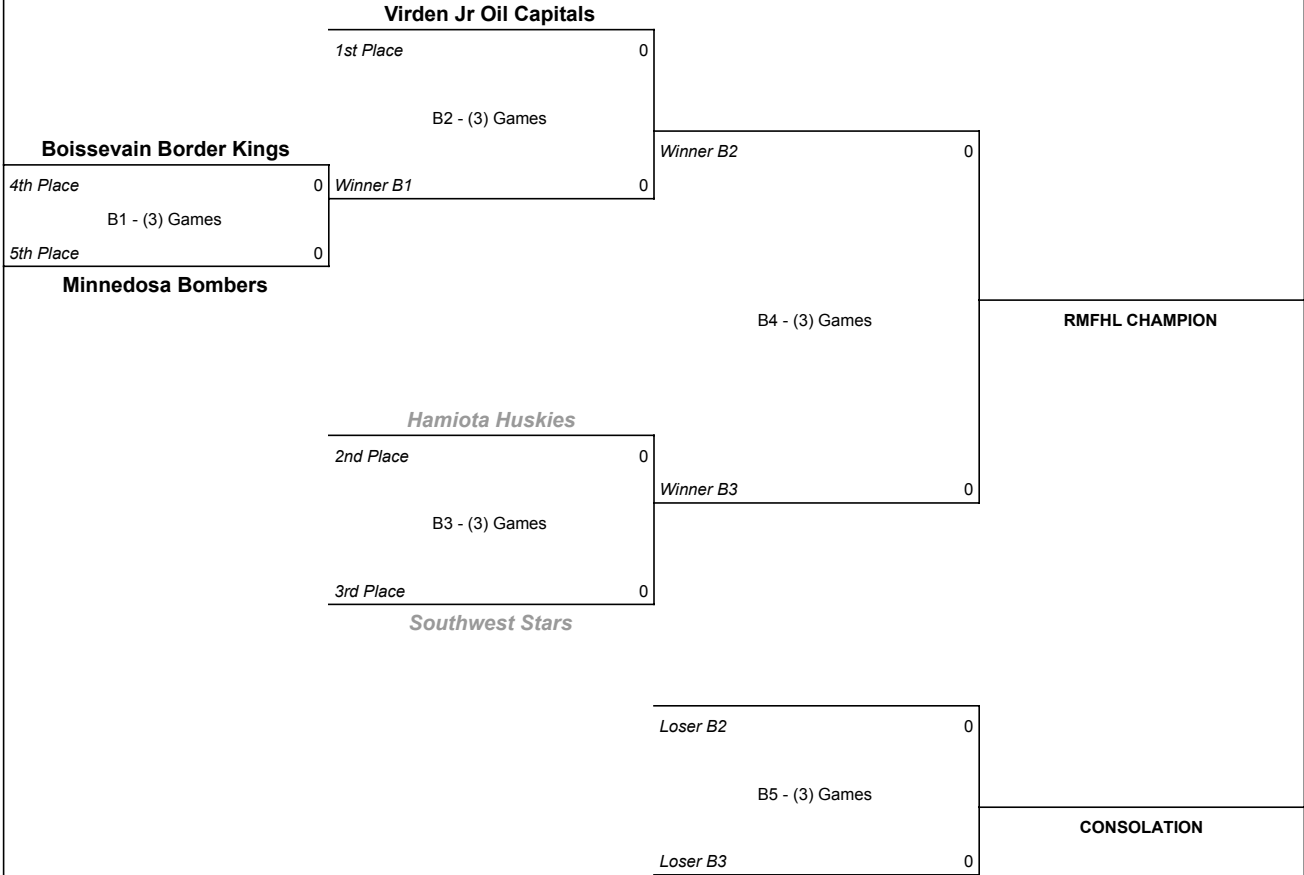 Virden Jr Oil Capitals
1st Place 0
B2 - (3) Games
Boissevain Border Kings
Winner B2 0
4th Place 0 Winner B1 0
B1 - (3) Games
5th Place 0
Minnedosa Bombers
B4 - (3) Games RMFHL CHAMPION
Hamiota Huskies
2nd Place 0
Winner B3 0
B3 - (3) Games
3rd Place 0
Southwest Stars
Loser B2 0
B5 - (3) Games
CONSOLATION
Loser B3 0